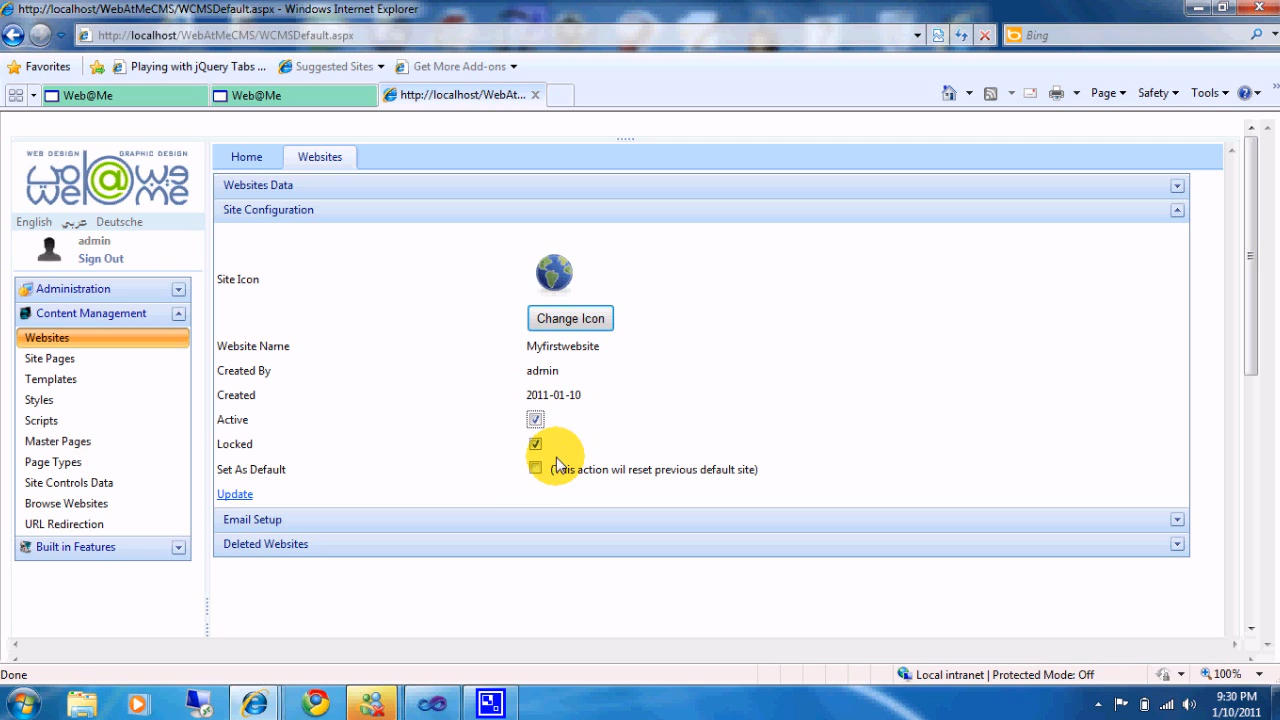 http://localhost/WebAtMeCMS/WCMSDefault.aspx - Windows Internet Explorer
http://localhost/WebAtMeCMS/WCMSDefault.aspx
Bing
Favorites
Playing with jQuery Tabs ...
Suggested Sites
Get More Add-ons
Web@Me
Web@Me
http://localhost/WebAt...
Page
Safety
Tools
WEB DESIGN
GRAPHIC DESIGN
English
عربي
Deutsche
admin
Sign Out
Administration
Content Management
Websites
Site Pages
Templates
Styles
Scripts
Master Pages
Page Types
Site Controls Data
Browse Websites
URL Redirection
Built in Features
Home
Websites
Websites Data
Site Configuration
Site Icon
Change Icon
Website Name
Myfirstwebsite
Created By
admin
Created
2011-01-10
Active
Locked
Set As Default
action wil reset previous default site)
Update
Email Setup
Deleted Websites
Done
Local intranet | Protected Mode: Off
100%
9:30 PM
1/10/2011